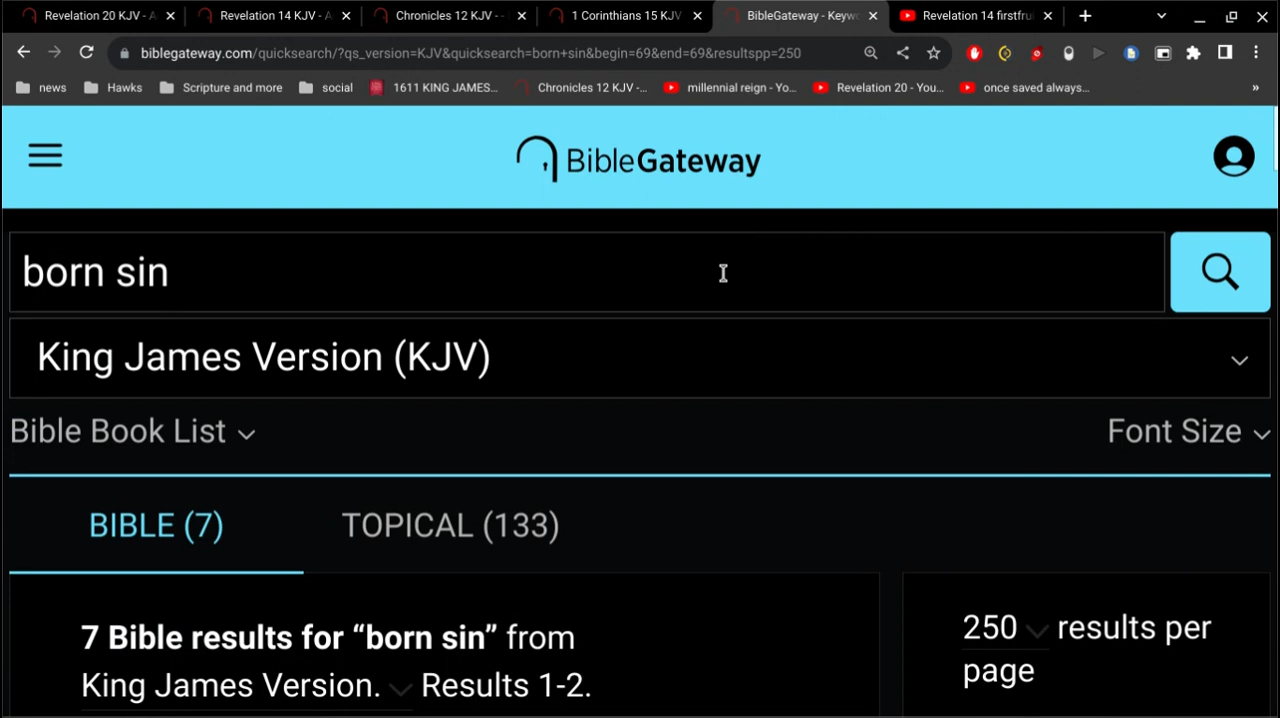 Revelation 20 KJV - A
Revelation 14 KJV - A
Chronicles 12 KJV - -
1 Corinthians 15 KJV
BibleGateway - Keyw
Revelation 14 firstfru
biblegateway.com/quicksearch/?qs_version=KJV&quicksearch=born+sin&begin=69&end=69&resultspp=250
news
Hawks
Scripture and more
social
1611 KING JAMES...
Chronicles 12 KJV -...
millennial reign - Yo...
Revelation 20 - You...
once saved always...
»
BibleGateway
born sin
King James Version (KJV)
Bible Book List
Font Size
BIBLE (7)
TOPICAL (133)
7 Bible results for “born sin” from
King James Version. Results 1-2.
250 results per
page